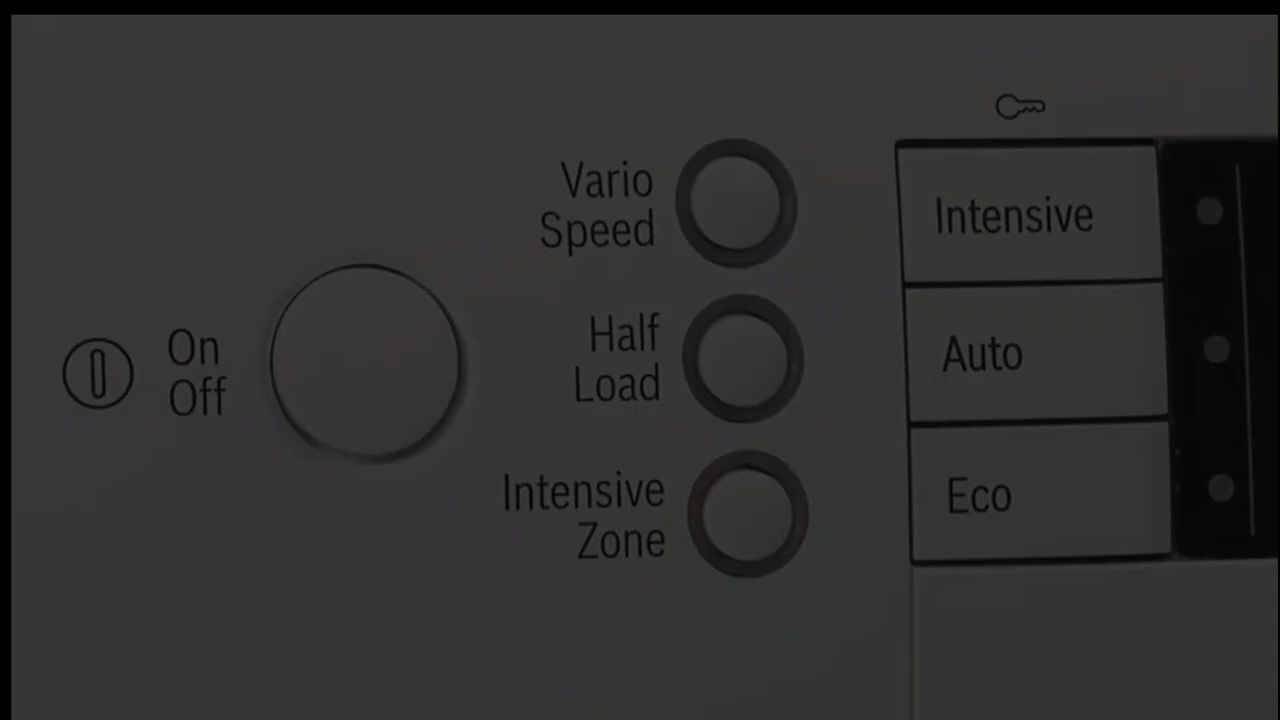 On
Off
Vario
Speed
Half
Load
Intensive
Zone
Intensive
Auto
Eco